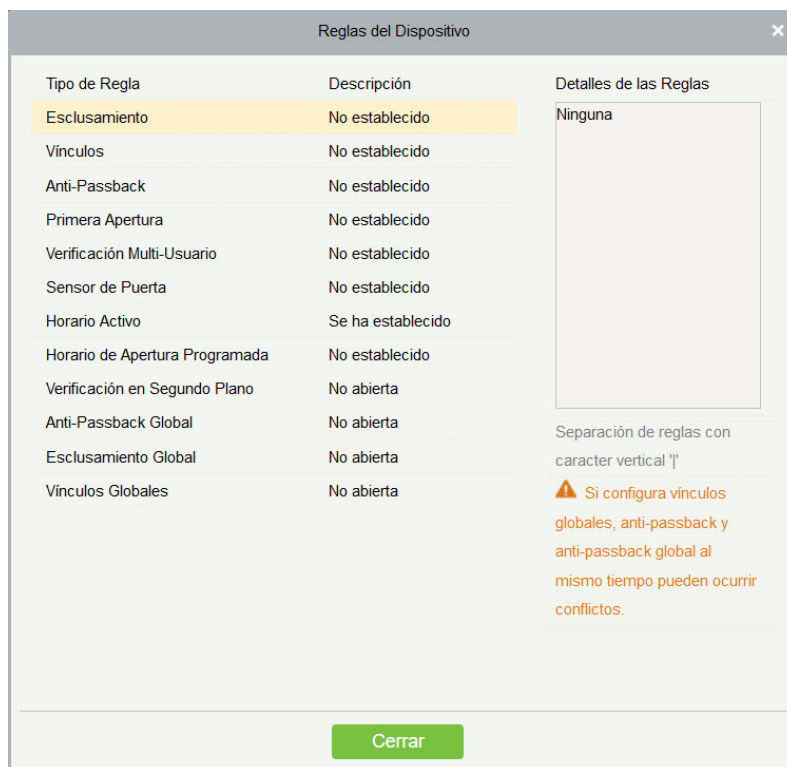 Reglas del Dispositivo
×
Tipo de Regla Descripción Detalles de las Reglas
Esclusamiento No establecido Ninguna
Vínculos No establecido
Anti-Passback No establecido
Primera Apertura No establecido
Verificación Multi-Usuario No establecido
Sensor de Puerta No establecido
Horario Activo Se ha establecido
Horario de Apertura Programada No establecido
Verificación en Segundo Plano No abierta
Anti-Passback Global No abierta
Esclusamiento Global No abierta
Vínculos Globales No abierta
Separación de reglas con
caracter vertical '|'
Si configura vínculos
globales, anti-passback y
anti-passback global al
mismo tiempo pueden ocurrir
conflictos.
Cerrar